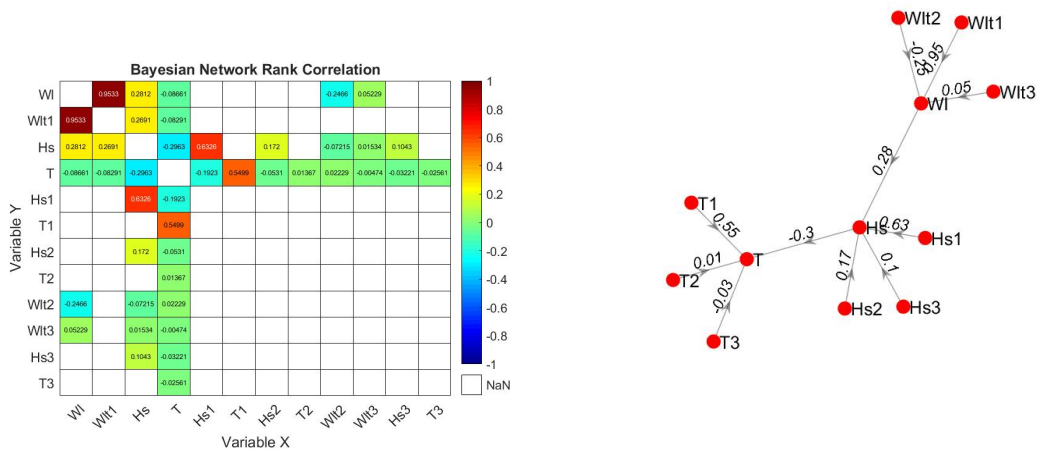 Bayesian Network Rank Correlation
Variable Y
Wl 0.9533 0.2812 -0.08661 -0.2466 0.05229
Wlt1 0.9533 0.2691 -0.08291
Hs 0.2812 0.2691 -0.2963 0.6326 0.172 -0.07215 0.01534 0.1043
T -0.08661 -0.08291 -0.2963 -0.1923 0.5499 -0.0531 0.01367 0.02229 -0.00474 -0.03221 -0.02561
Hs1 0.6326 -0.1923
T1 0.5499
Hs2 0.172 -0.0531
T2 0.01367
Wlt2 -0.2466 -0.07215 0.02229
Wlt3 0.05229 0.01534 -0.00474
Hs3 0.1043 -0.03221
T3 -0.02561
Wl Wlt1 Hs T Hs1 T1 Hs2 T2 Wlt2 Wlt3 Hs3 T3
Variable X
1
0.8
0.6
0.4
0.2
0
-0.2
-0.4
-0.6
-0.8
-1
NaN
Wlt2
Wlt1
-0.25
0.95
0.05
Wlt3
Wl
0.28
T1
0.55
Hs
0.63
Hs1
-0.3
T
0.01
T2
-0.03
T3
0.17
Hs2
0.1
Hs3